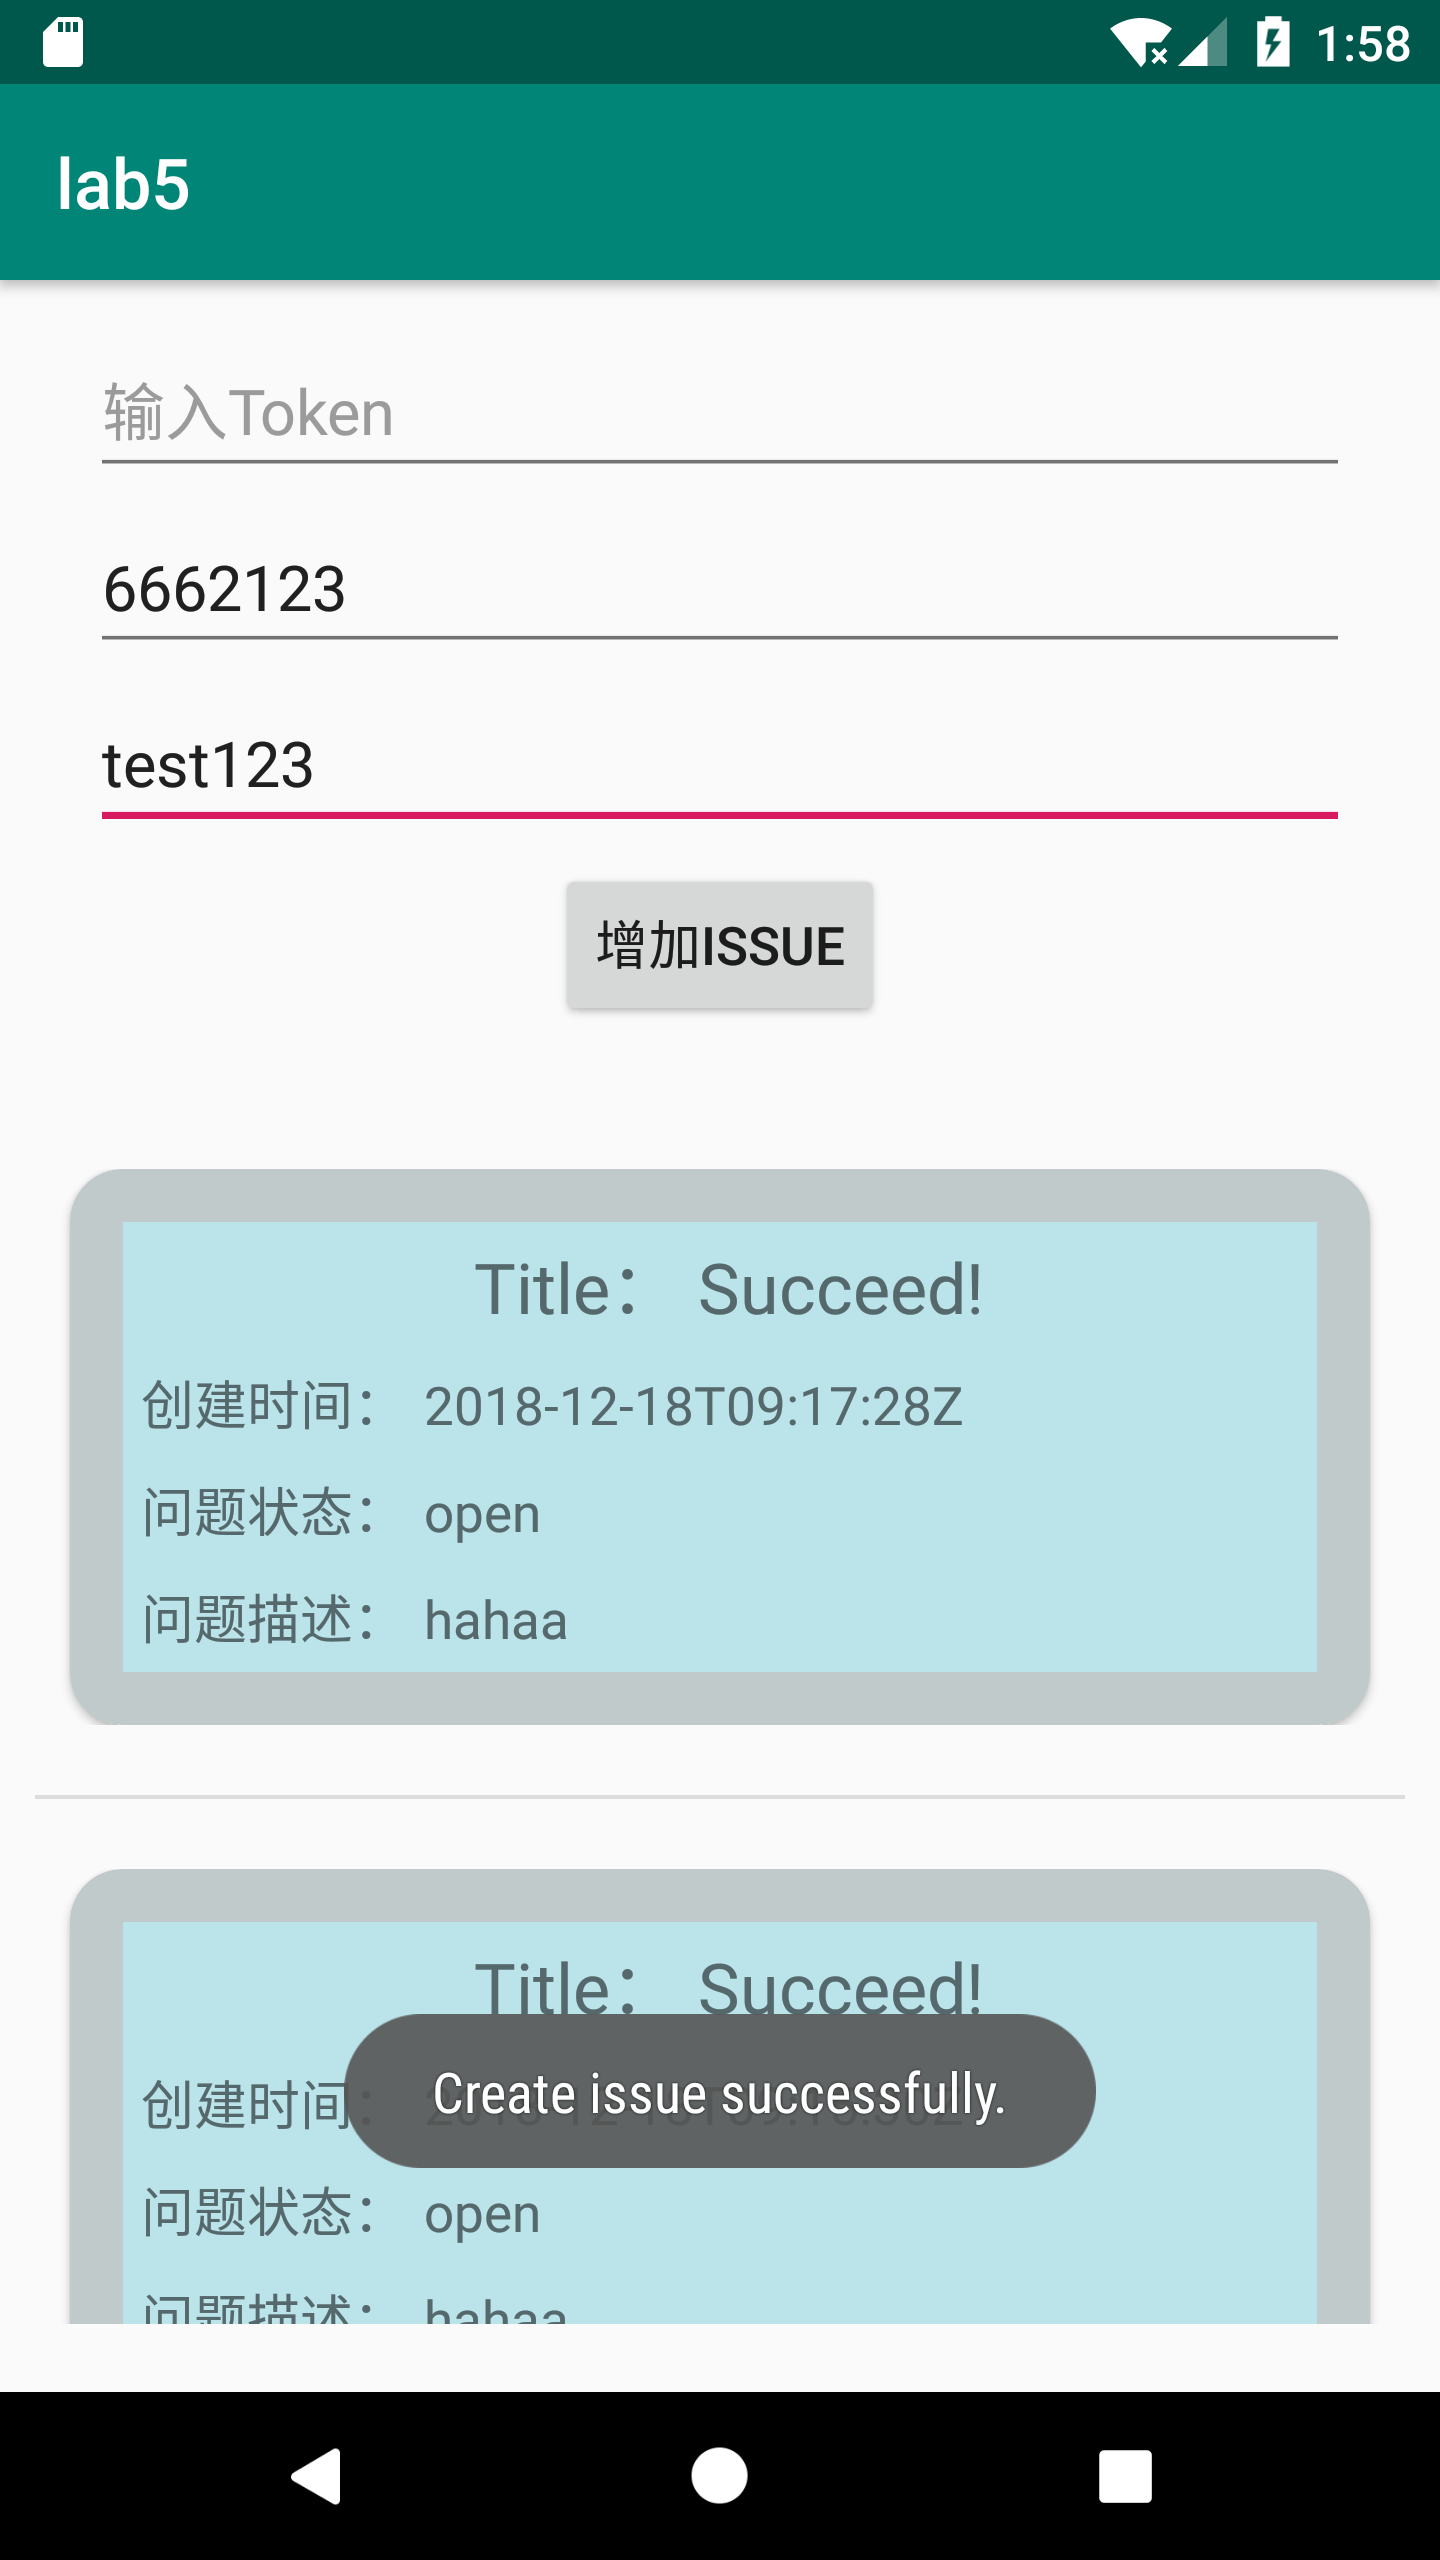 1:58
lab5
输入Token
6662123
test123
增加ISSUE
Title： Succeed!
创建时间： 2018-12-18T09:17:28Z
问题状态： open
问题描述： hahaa
Title： Succeed!
创建时间：
Create issue successfully.
问题状态： open
问题描述： hahaa